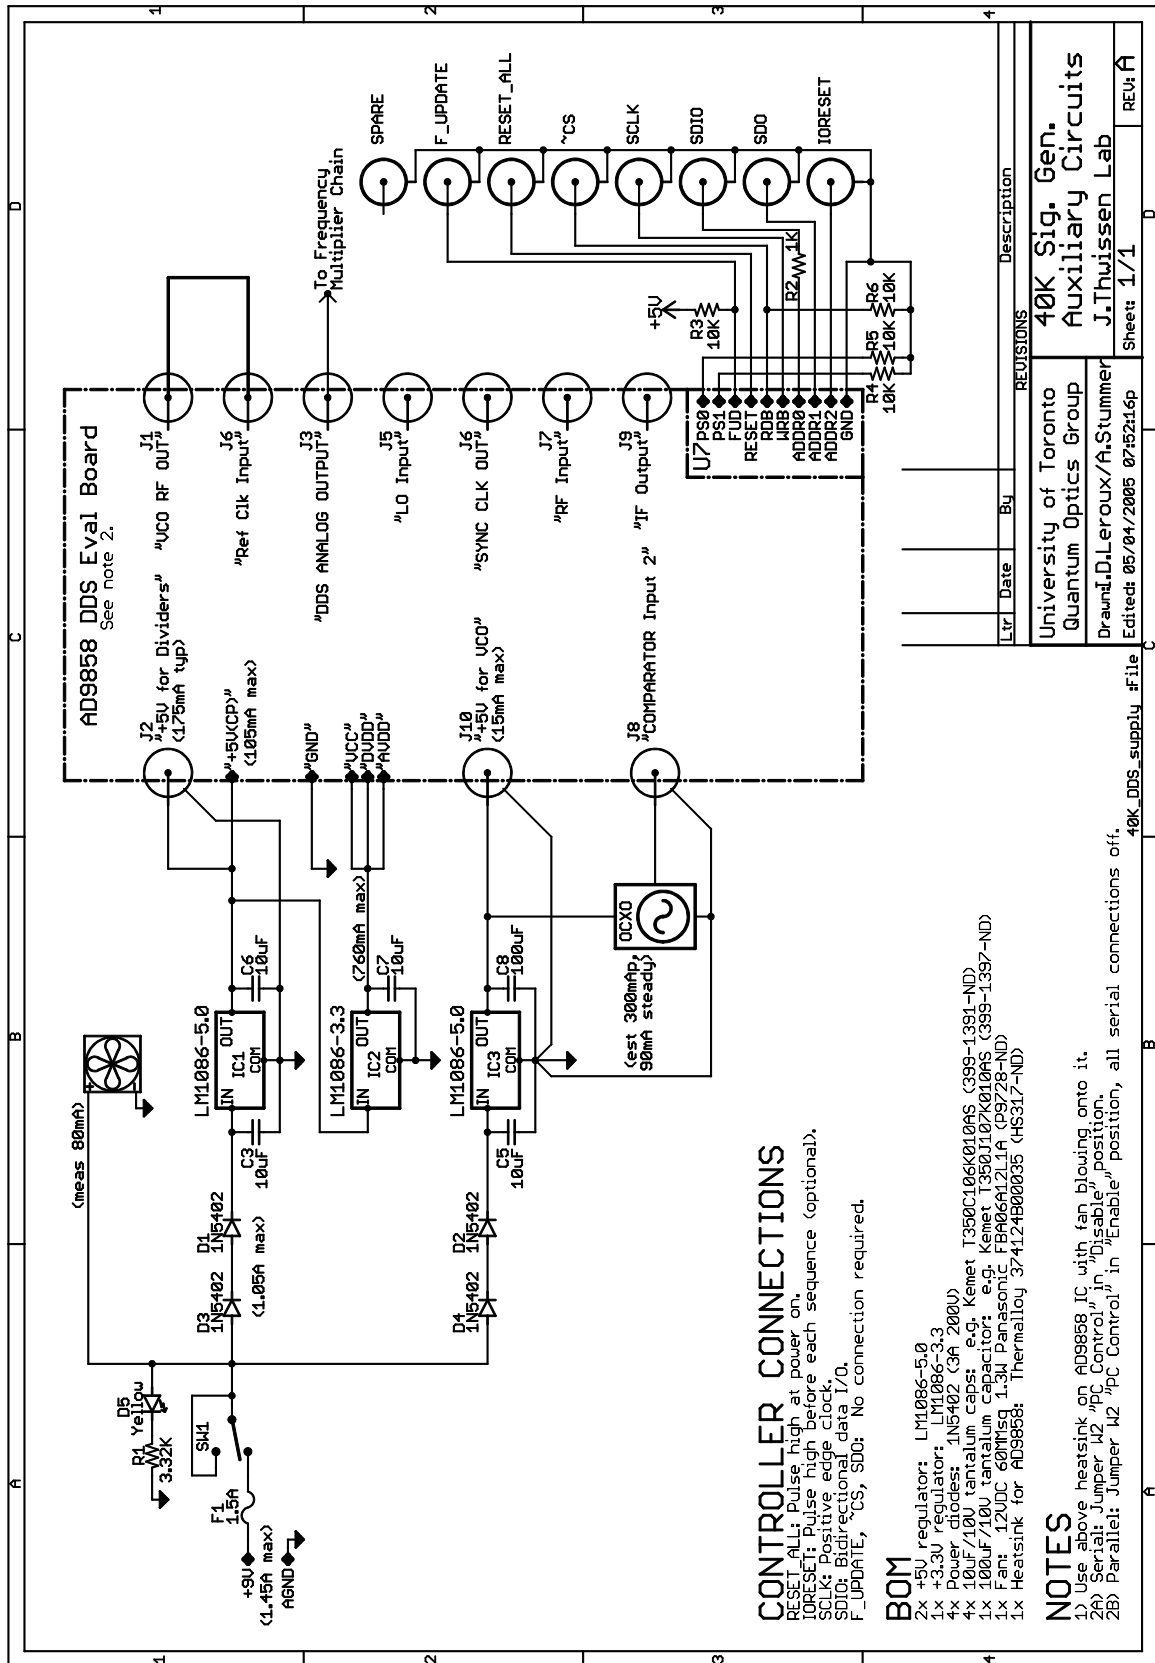 AD9858 DDS Eval Board
See note 2.
J2
"+5V for Dividers"
(175mA typ)
"+5V(CP)"
(105mA max)
"GND"
"VCC"
"DVDD"
"AVDD"
J10
"+5V for VCO"
(15mA max)
J8
"COMPARATOR Input 2"
J1
"VCO RF OUT"
J6
"Ref Clk Input"
J3
"DDS ANALOG OUTPUT"
J5
"LO Input"
J6
"SYNC CLK OUT"
J7
"RF Input"
J9
"IF Output"
U7
PS0
PS1
FUD
RESET
RDB
WRB
ADDR0
ADDR1
ADDR2
GND
To Frequency
Multiplier Chain
SPARE
F_UPDATE
RESET_ALL
~CS
SCLK
SDIO
SDO
IORESET
+5V
R3
10K
R2
1K
R4
10K
R5
10K
R6
10K
(meas 80mA)
+
-
+9V
(1.45A max)
AGND
F1
1.5A
SW1
R1
3.32K
D5
Yellow
D3
1N5402
D1
1N5402
(1.05A max)
D4
1N5402
D2
1N5402
C3
10uF
LM1086-5.0
IN
OUT
IC1
COM
C6
10uF
LM1086-3.3
IN
OUT
IC2
COM
(760mA max)
C7
10uF
C5
10uF
LM1086-5.0
IN
OUT
IC3
COM
C8
100uF
OCXO
(est 300mAp,
90mA steady)
CONTROLLER CONNECTIONS
RESET_ALL: Pulse high at power on.
IORESET: Pulse high before each sequence (optional).
SCLK: Positive edge clock.
SDIO: Bidirectional data I/O.
F_UPDATE, ~CS, SDO: No connection required.
BOM
2x +5V regulator: LM1086-5.0
1x +3.3V regulator: LM1086-3.3
4x Power diodes: 1N5402 (3A 200V)
4x 10uF/10V tantalum caps: e.g. Kemet T350C106K010AS (399-1391-ND)
1x 100uF/10V tantalum capacitor: e.g. Kemet T350J107K010AS (399-1397-ND)
1x Fan: 12VDC 60MMsq 1.3W Panasonic FBA06A12L1A (P9728-ND)
1x Heatsink for AD9858: Thermalloy 374124B00035 (HS317-ND)
NOTES
1) Use above heatsink on AD9858 IC with fan blowing onto it.
2A) Serial: Jumper W2 "PC Control" in "Disable" position.
2B) Parallel: Jumper W2 "PC Control" in "Enable" position, all serial connections off.
REVISIONS
Ltr
Date
By
Description
University of Toronto
Quantum Optics Group
40K Sig. Gen.
Auxiliary Circuits
J.Thwissen Lab
Drawn:I.D.Leroux/A.Stummer
Edited: 05/04/2005 07:52:16p
Sheet: 1/1
REV: A
40K_DDS_supply :File
A
B
C
D
A
B
C
D
1
2
3
4
1
2
3
4